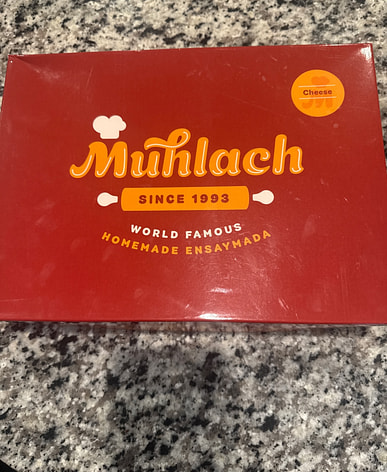 Cheese
Muhlach
SINCE 1993
WORLD FAMOUS
HOMEMADE ENSAYMADA